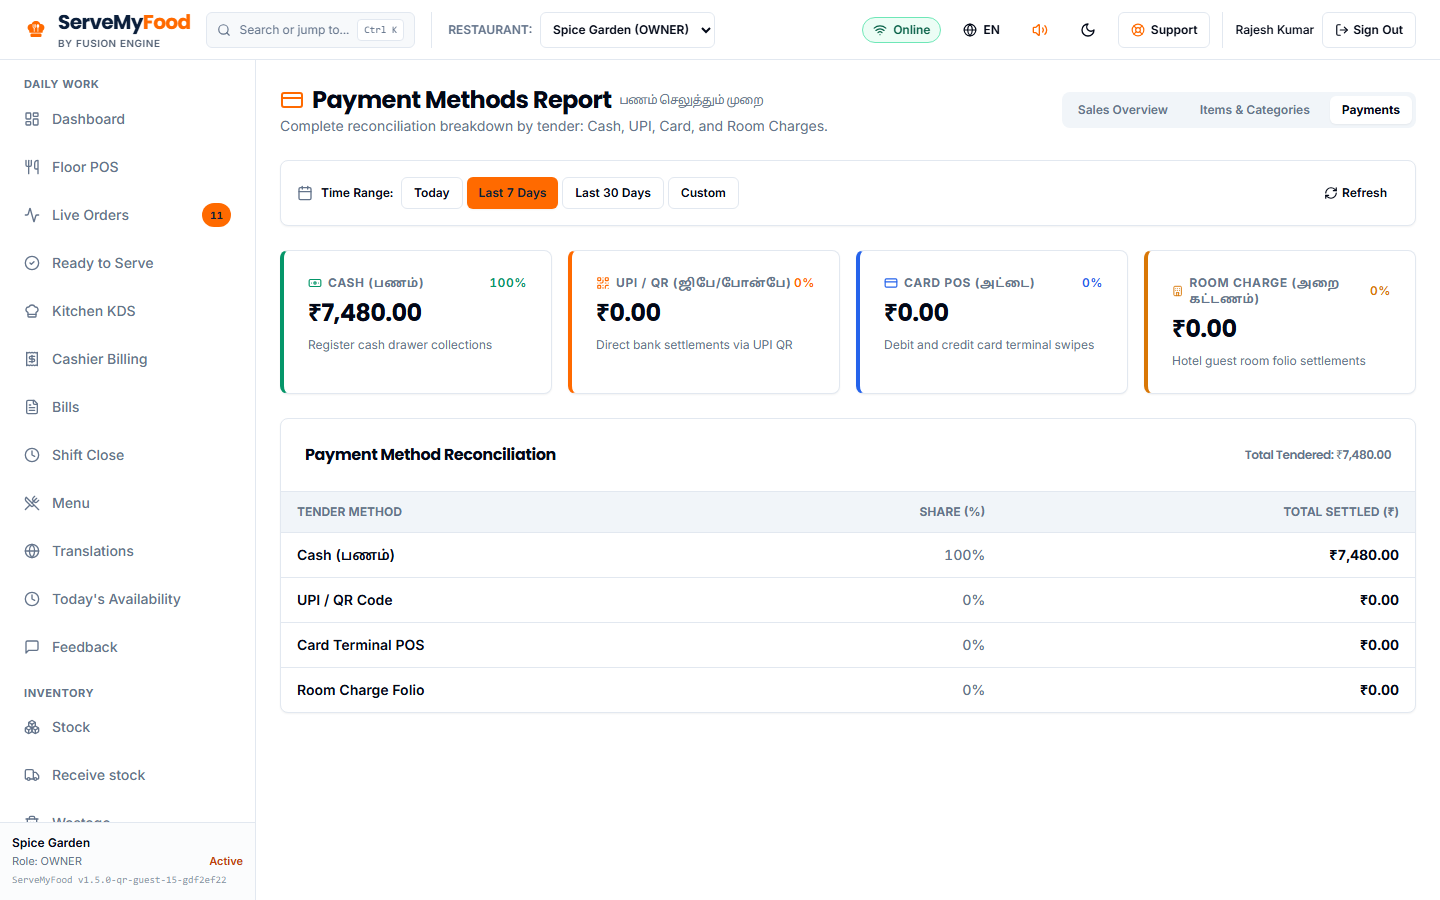 ServeMyFood
BY FUSION ENGINE
Search or jump to... Ctrl K
RESTAURANT: Spice Garden (OWNER)
Online
EN
Support
Rajesh Kumar
Sign Out
DAILY WORK
Dashboard
Floor POS
Live Orders 11
Ready to Serve
Kitchen KDS
Cashier Billing
Bills
Shift Close
Menu
Translations
Today's Availability
Feedback
INVENTORY
Stock
Receive stock
Wastage
Spice Garden
Role: OWNER Active
ServeMyFood v1.5.0-qr-guest-15-gdf2ef22
Payment Methods Report பணம் செலுத்தும் முறை
Complete reconciliation breakdown by tender: Cash, UPI, Card, and Room Charges.
Sales Overview Items & Categories Payments
Time Range: Today Last 7 Days Last 30 Days Custom
Refresh
CASH (பணம்) 100%
₹7,480.00
Register cash drawer collections
UPI / QR (ஜிபே/போன்பே) 0%
₹0.00
Direct bank settlements via UPI QR
CARD POS (அட்டை) 0%
₹0.00
Debit and credit card terminal swipes
ROOM CHARGE (அறை
கட்டணம்) 0%
₹0.00
Hotel guest room folio settlements
Payment Method Reconciliation
Total Tendered: ₹7,480.00
TENDER METHOD SHARE (%) TOTAL SETTLED (₹)
Cash (பணம்) 100% ₹7,480.00
UPI / QR Code 0% ₹0.00
Card Terminal POS 0% ₹0.00
Room Charge Folio 0% ₹0.00